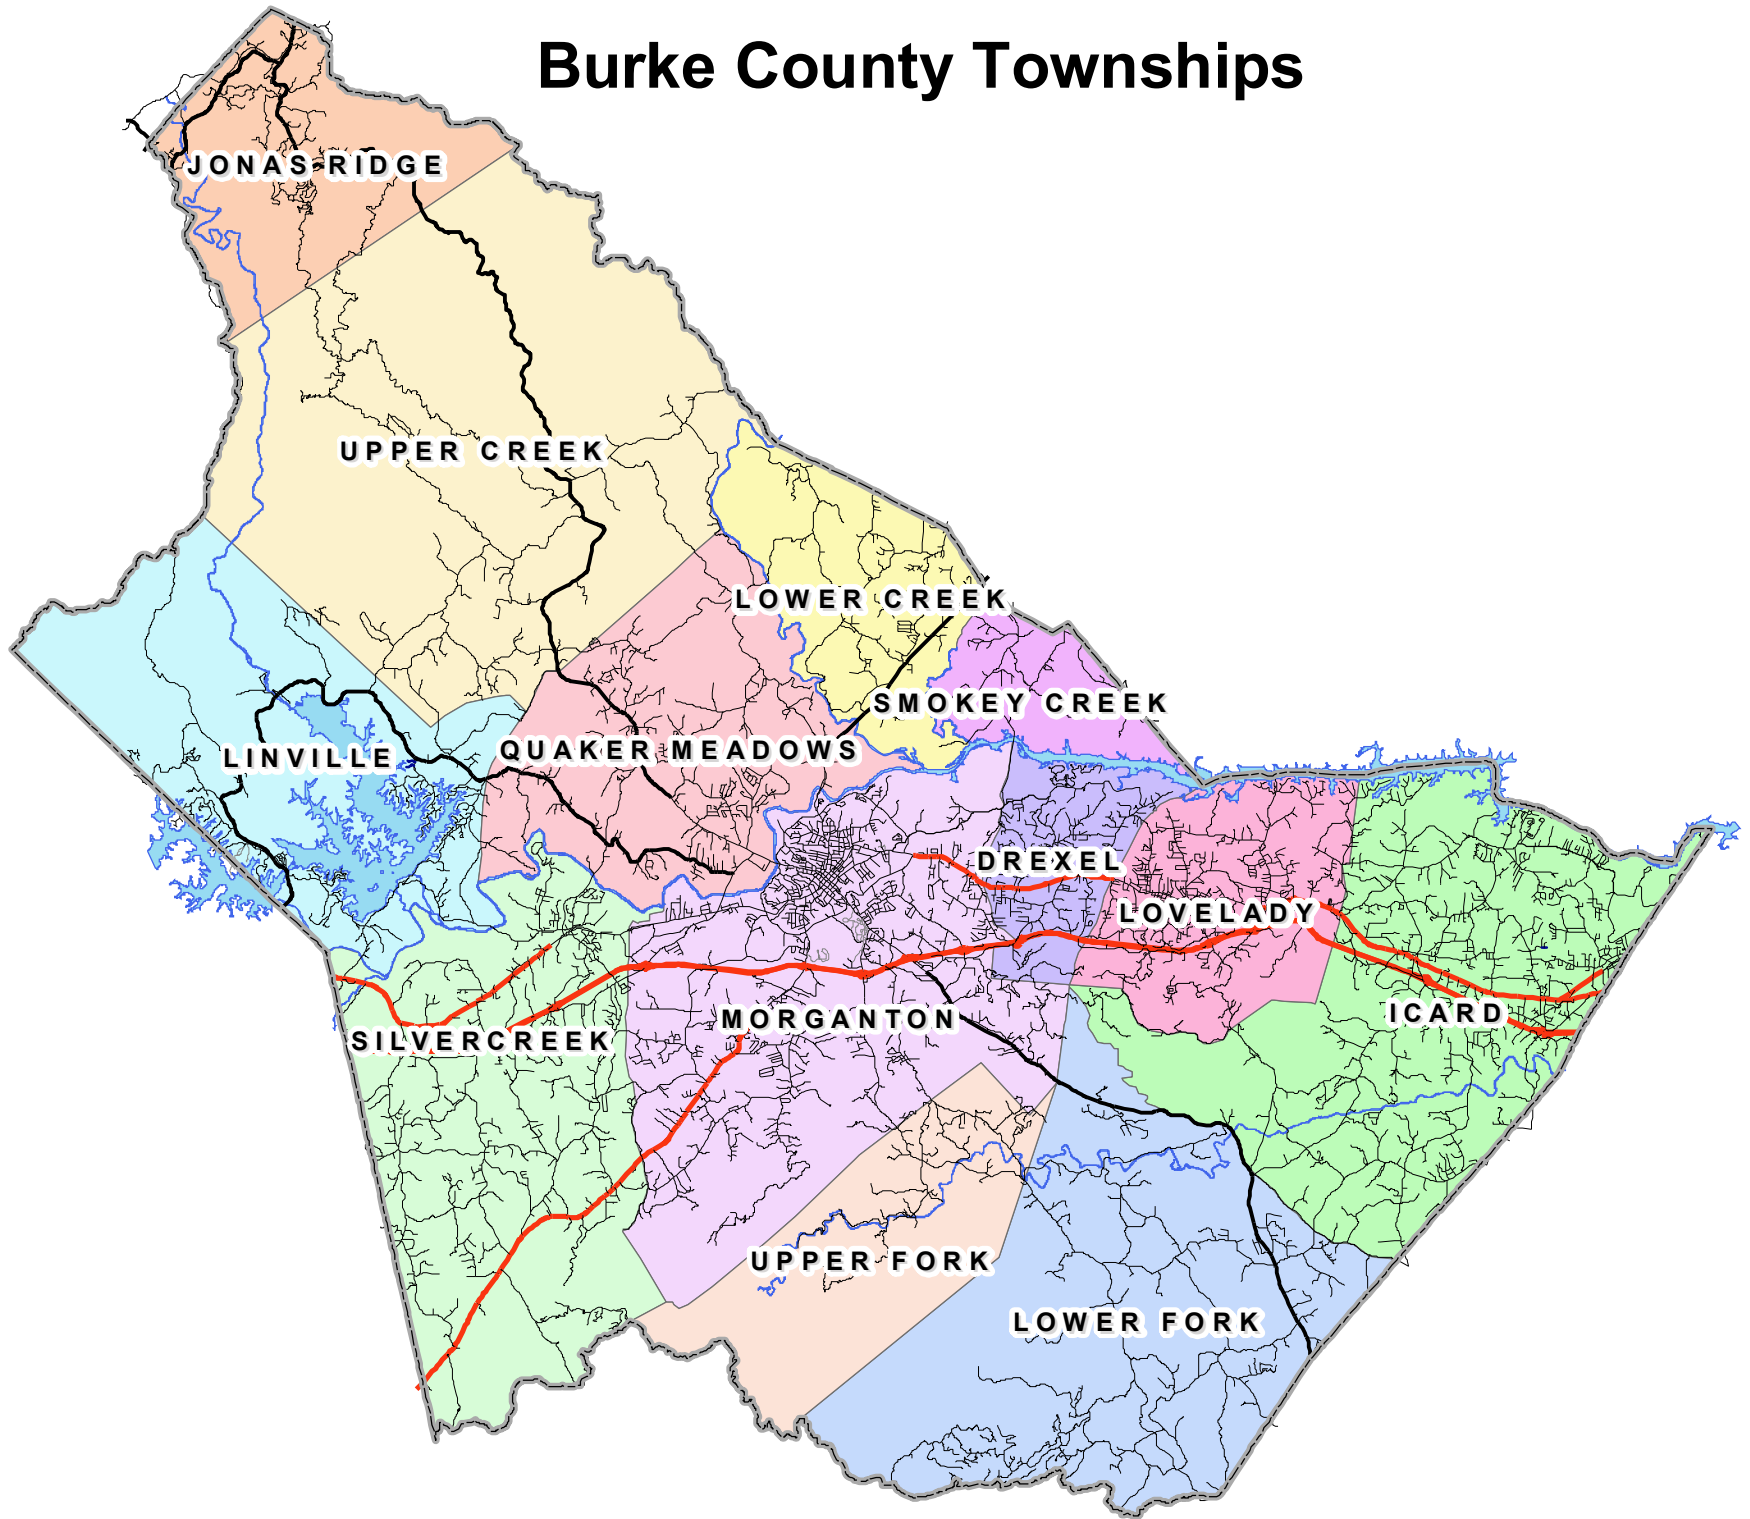 Burke County Townships
JONAS RIDGE
UPPER CREEK
LOWER CREEK
SMOKEY CREEK
QUAKER MEADOWS
LINVILLE
DREXEL
LOVELADY
ICARD
MORGANTON
SILVERCREEK
UPPER FORK
LOWER FORK